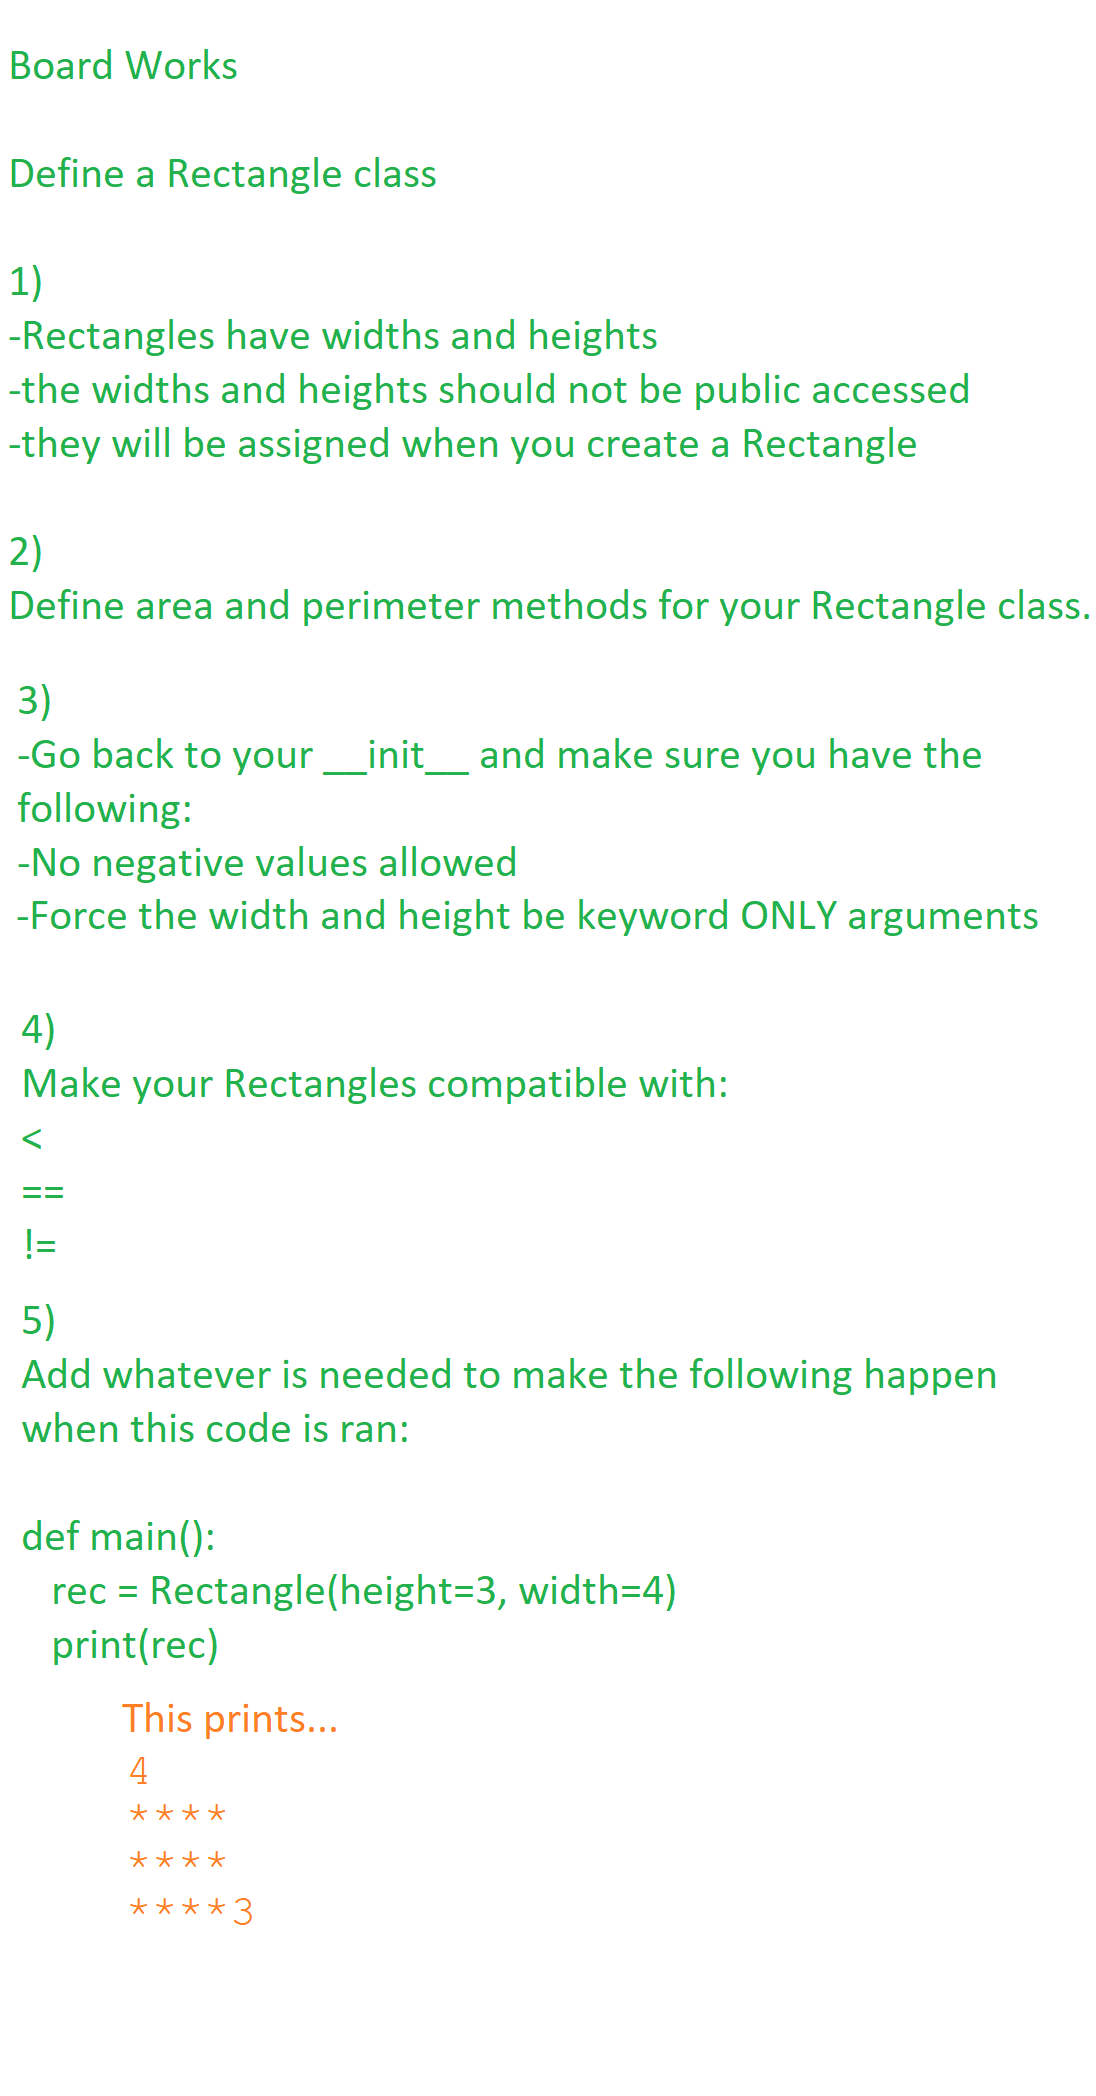 Board Works
Define a Rectangle class
1)
-Rectangles have widths and heights
-the widths and heights should not be public accessed
-they will be assigned when you create a Rectangle
2)
Define area and perimeter methods for your Rectangle class.
3)
-Go back to your __init__ and make sure you have the
following:
-No negative values allowed
-Force the width and height be keyword ONLY arguments
4)
Make your Rectangles compatible with:
<
==
!=
5)
Add whatever is needed to make the following happen
when this code is ran:
def main():
   rec = Rectangle(height=3, width=4)
   print(rec)
This prints...
4
****
****
****3